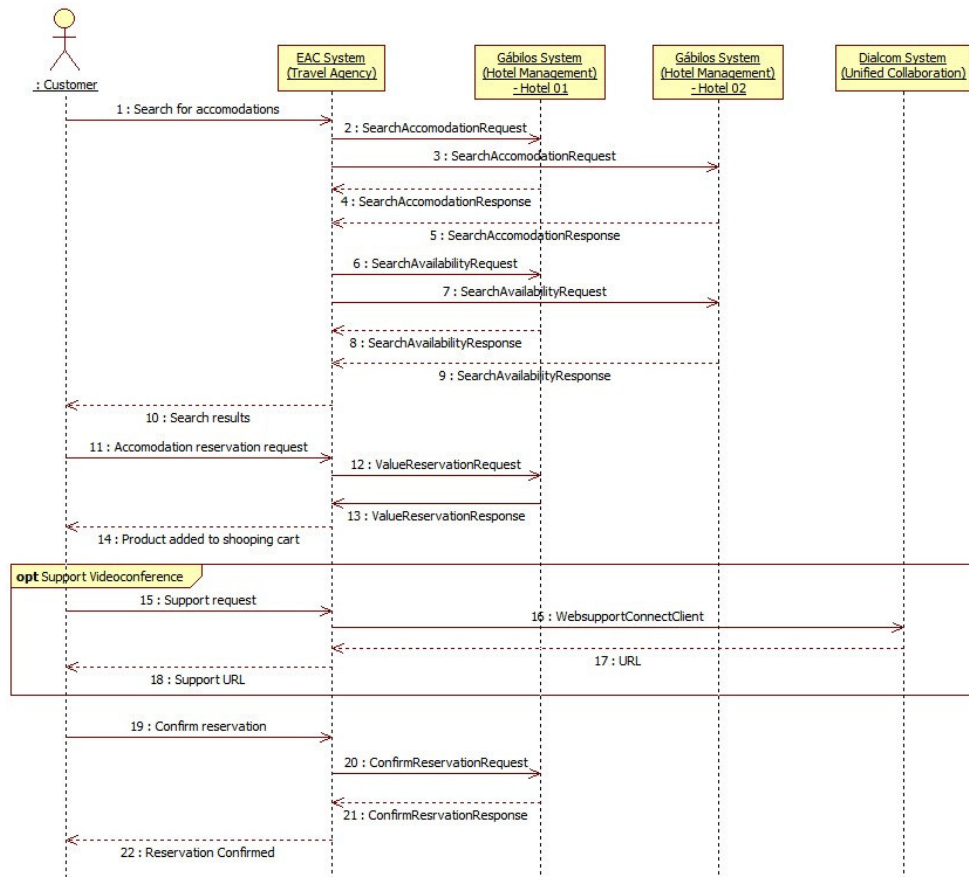 : Customer
EAC System
(Travel Agency)
Gábilos System
(Hotel Management)
- Hotel 01
Gábilos System
(Hotel Management)
- Hotel 02
Dialcom System
(Unified Collaboration)
1 : Search for accomodations
2 : SearchAccomodationRequest
3 : SearchAccomodationRequest
4 : SearchAccomodationResponse
5 : SearchAccomodationResponse
6 : SearchAvailabilityRequest
7 : SearchAvailabilityRequest
8 : SearchAvailabilityResponse
9 : SearchAvailabilityResponse
10 : Search results
11 : Accomodation reservation request
12 : ValueReservationRequest
13 : ValueReservationResponse
14 : Product added to shooping cart
opt Support Videoconference
15 : Support request
16 : WebsupportConnectClient
17 : URL
18 : Support URL
19 : Confirm reservation
20 : ConfirmReservationRequest
21 : ConfirmResrvationResponse
22 : Reservation Confirmed